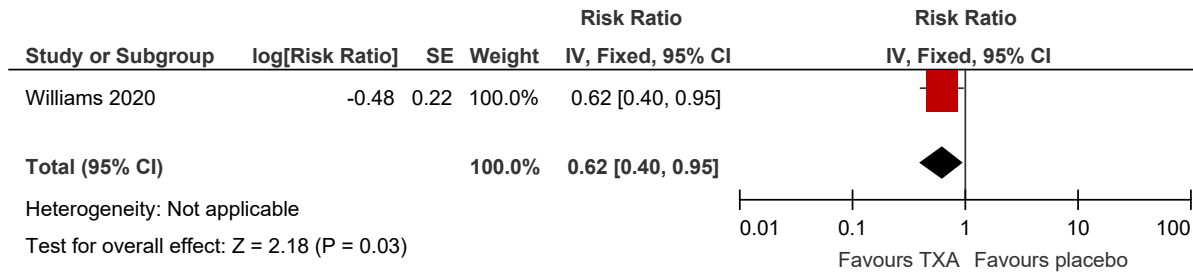 Risk Ratio Risk Ratio
Study or Subgroup log[Risk Ratio] SE Weight IV, Fixed, 95% CI IV, Fixed, 95% CI
Williams 2020 -0.48 0.22 100.0% 0.62 [0.40, 0.95]
Total (95% CI) 100.0% 0.62 [0.40, 0.95]
Heterogeneity: Not applicable
0.01 0.1 1 10 100
Test for overall effect: Z = 2.18 (P = 0.03)
Favours TXA Favours placebo